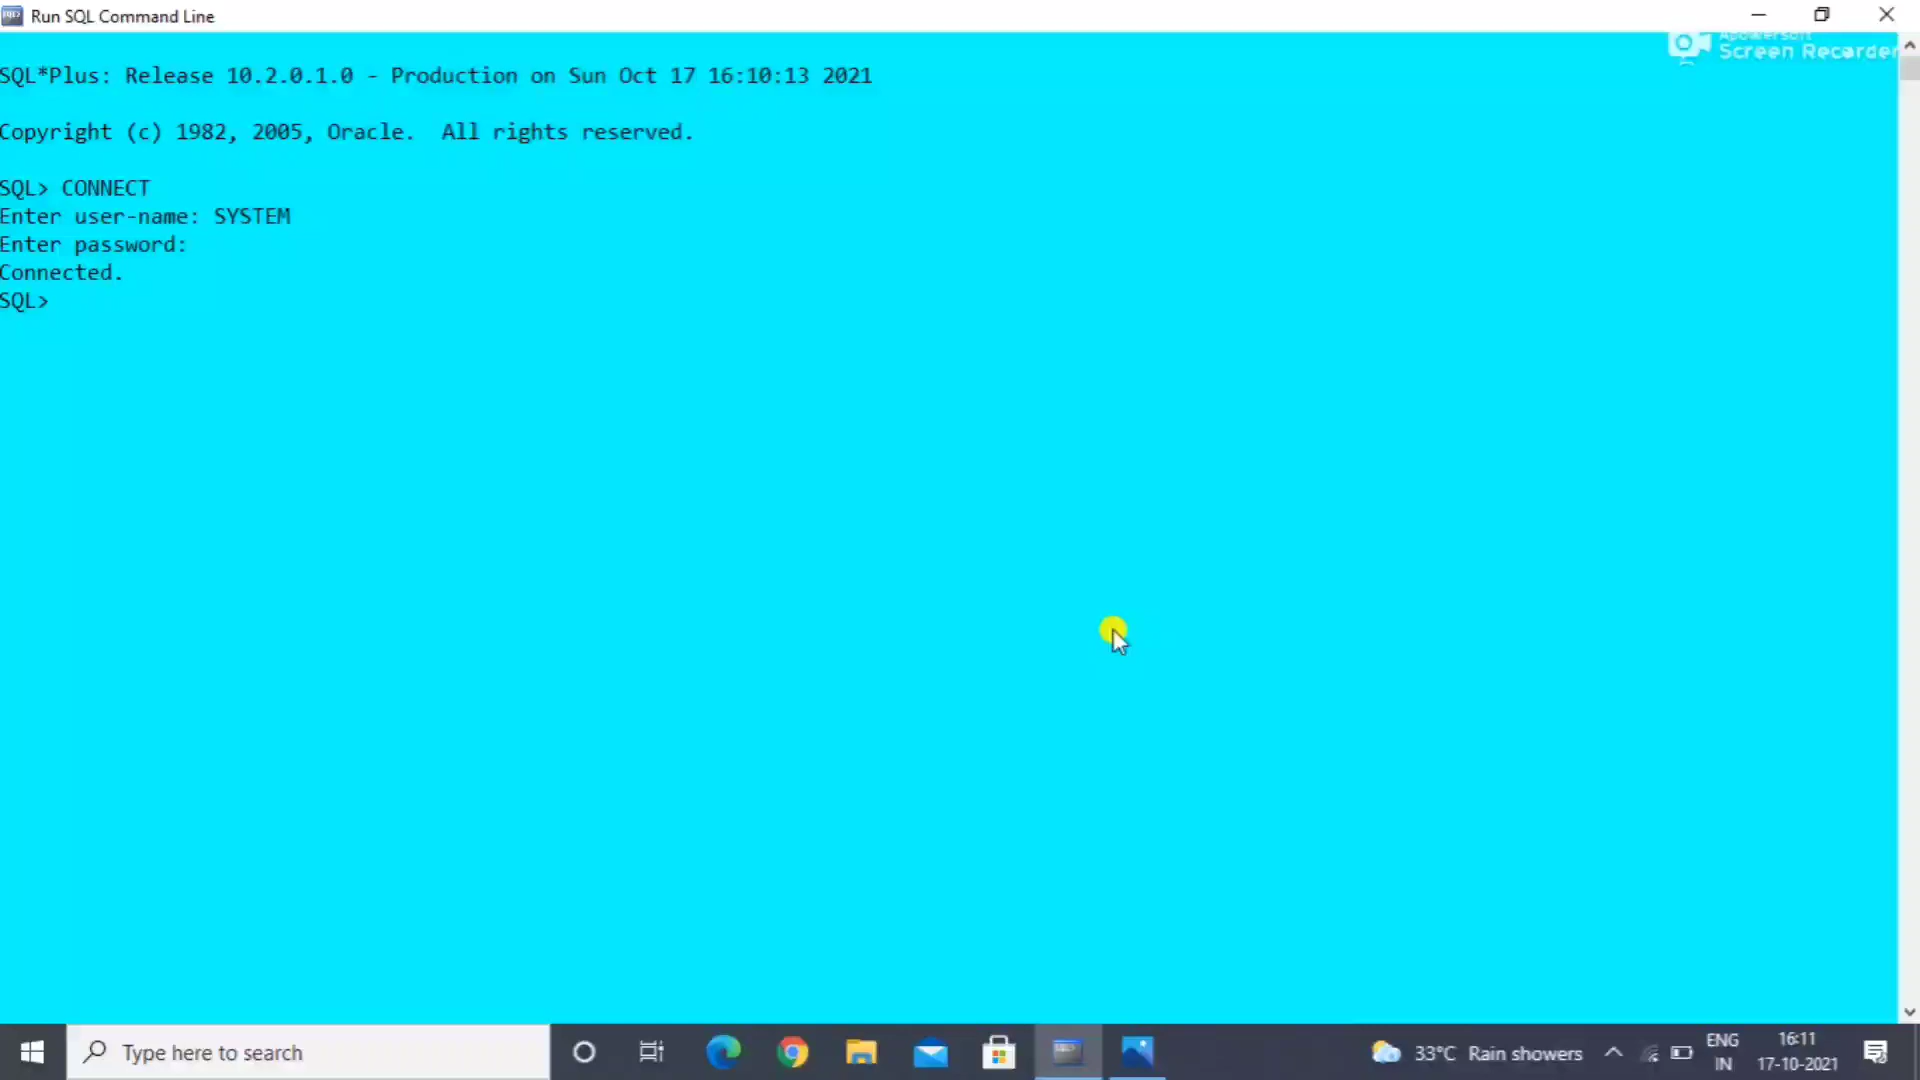 Run SQL Command Line
Apowersoft
Screen Recorder
SQL*Plus: Release 10.2.0.1.0 - Production on Sun Oct 17 16:10:13 2021
Copyright (c) 1982, 2005, Oracle.  All rights reserved.
SQL> CONNECT
Enter user-name: SYSTEM
Enter password:
Connected.
SQL>
Type here to search
33°C Rain showers
ENG
IN
16:11
17-10-2021